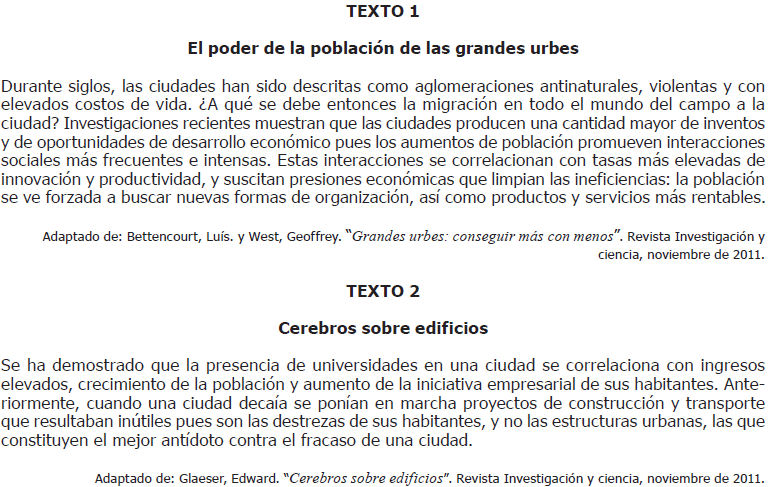 TEXTO 1
El poder de la población de las grandes urbes
Durante siglos, las ciudades han sido descritas como aglomeraciones antinaturales, violentas y con
elevados costos de vida. ¿A qué se debe entonces la migración en todo el mundo del campo a la
ciudad? Investigaciones recientes muestran que las ciudades producen una cantidad mayor de inventos
y de oportunidades de desarrollo económico pues los aumentos de población promueven interacciones
sociales más frecuentes e intensas. Estas interacciones se correlacionan con tasas más elevadas de
innovación y productividad, y suscitan presiones económicas que limpian las ineficiencias: la población
se ve forzada a buscar nuevas formas de organización, así como productos y servicios más rentables.
Adaptado de: Bettencourt, Luís. y West, Geoffrey. “Grandes urbes: conseguir más con menos”. Revista Investigación y
ciencia, noviembre de 2011.
TEXTO 2
Cerebros sobre edificios
Se ha demostrado que la presencia de universidades en una ciudad se correlaciona con ingresos
elevados, crecimiento de la población y aumento de la iniciativa empresarial de sus habitantes. Ante-
riormente, cuando una ciudad decaía se ponían en marcha proyectos de construcción y transporte
que resultaban inútiles pues son las destrezas de sus habitantes, y no las estructuras urbanas, las que
constituyen el mejor antídoto contra el fracaso de una ciudad.
Adaptado de: Glaeser, Edward. “Cerebros sobre edificios”. Revista Investigación y ciencia, noviembre de 2011.